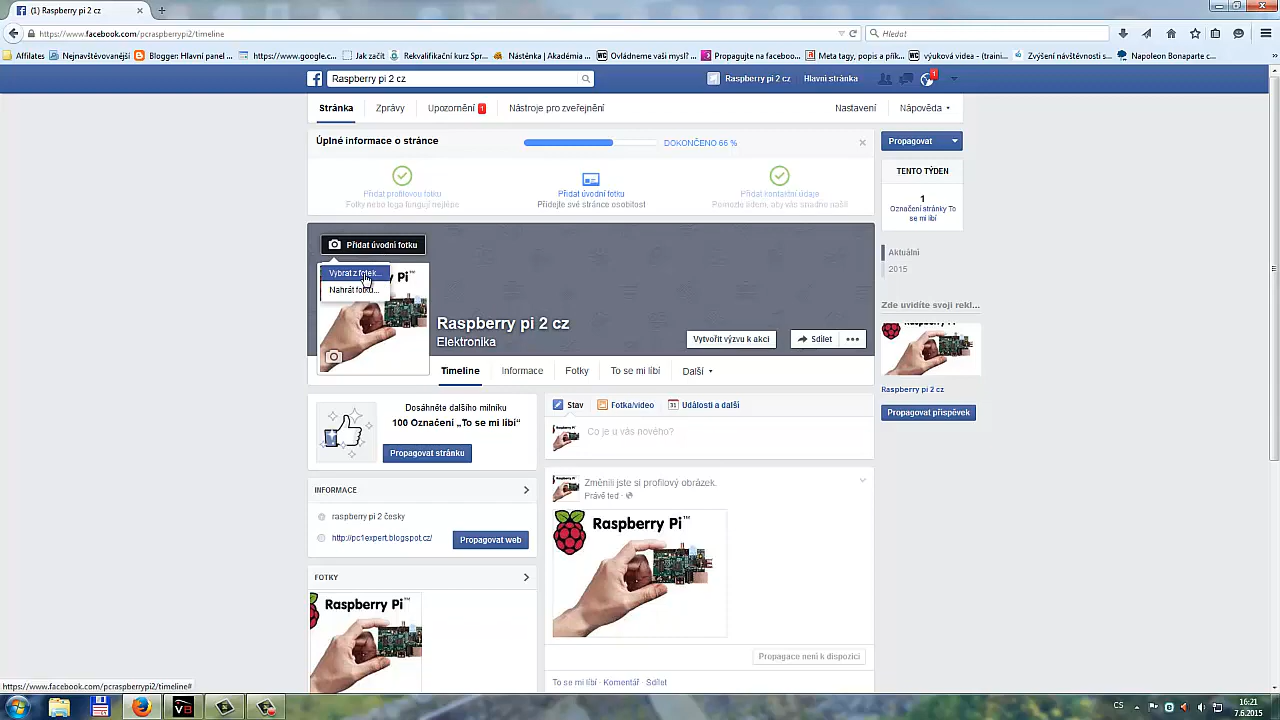 (1) Raspberry pi 2 cz
https://www.facebook.com/pcraspberrypi2/timeline
Hledat
Affilates
Nejnavštěvovanější
Blogger: Hlavní panel ...
https://www.google.c...
Jak začít
Rekvalifikační kurz Spr...
Nástěnka | Akademia ...
Ovládneme vaši mysl?...
Propagujte na faceboo...
Meta tagy, popis a přík...
výuková videa - (train...
Zvýšení návštěvnosti s...
Napoleon Bonaparte c...
Raspberry pi 2 cz
Raspberry pi 2 cz
Hlavní stránka
1
Stránka
Zprávy
Upozornění 1
Nástroje pro zveřejnění
Nastavení
Nápověda
Úplné informace o stránce
DOKONČENO 66 %
Přidat profilovou fotku
Fotky nebo loga fungují nejlépe
Přidat úvodní fotku
Přidejte své stránce osobitost
Přidat kontaktní údaje
Pomozte lidem, aby vás snadno našli
Propagovat
TENTO TÝDEN
1
Označení stránky To
se mi líbí
Aktuální
2015
Zde uvidíte svoji rekl...
Raspberry pi 2 cz
Propagovat příspěvek
Přidat úvodní fotku
Vybrat z fotek...
Nahrát fotku...
Raspberry pi 2 cz
Elektronika
Vytvořit výzvu k akci
Sdílet
Timeline
Informace
Fotky
To se mi líbí
Další
Dosáhněte dalšího milníku
100 Označení „To se mi líbí“
Propagovat stránku
Stav
Fotka/video
31
Události a další
Co je u vás nového?
INFORMACE
raspberry pi 2 česky
http://pc1expert.blogspot.cz/
Propagovat web
FOTKY
Raspberry Pi™
Změnili jste si profilový obrázek.
Právě teď
Raspberry Pi™
Propagace není k dispozici
To se mi líbí · Komentář · Sdílet
https://www.facebook.com/pcraspberrypi2/timeline#
CS
16:21
7.6.2015